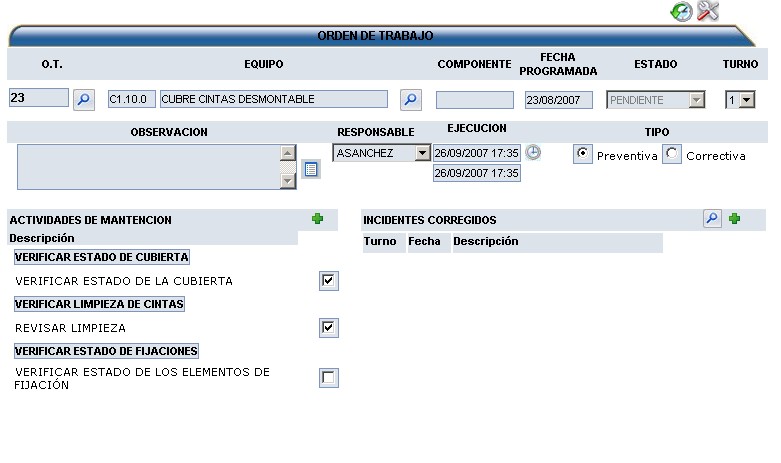 ORDEN DE TRABAJO
O.T. EQUIPO COMPONENTE FECHA PROGRAMADA ESTADO TURNO
23 C1.10.0 CUBRE CINTAS DESMONTABLE 23/08/2007 PENDIENTE 1
OBSERVACION RESPONSABLE EJECUCION TIPO
ASANCHEZ 26/09/2007 17:35 Preventiva Correctiva
26/09/2007 17:35
ACTIVIDADES DE MANTENCION INCIDENTES CORREGIDOS
Descripción Turno Fecha Descripción
VERIFICAR ESTADO DE CUBIERTA
VERIFICAR ESTADO DE LA CUBIERTA
VERIFICAR LIMPIEZA DE CINTAS
REVISAR LIMPIEZA
VERIFICAR ESTADO DE FIJACIONES
VERIFICAR ESTADO DE LOS ELEMENTOS DE
FIJACIÓN